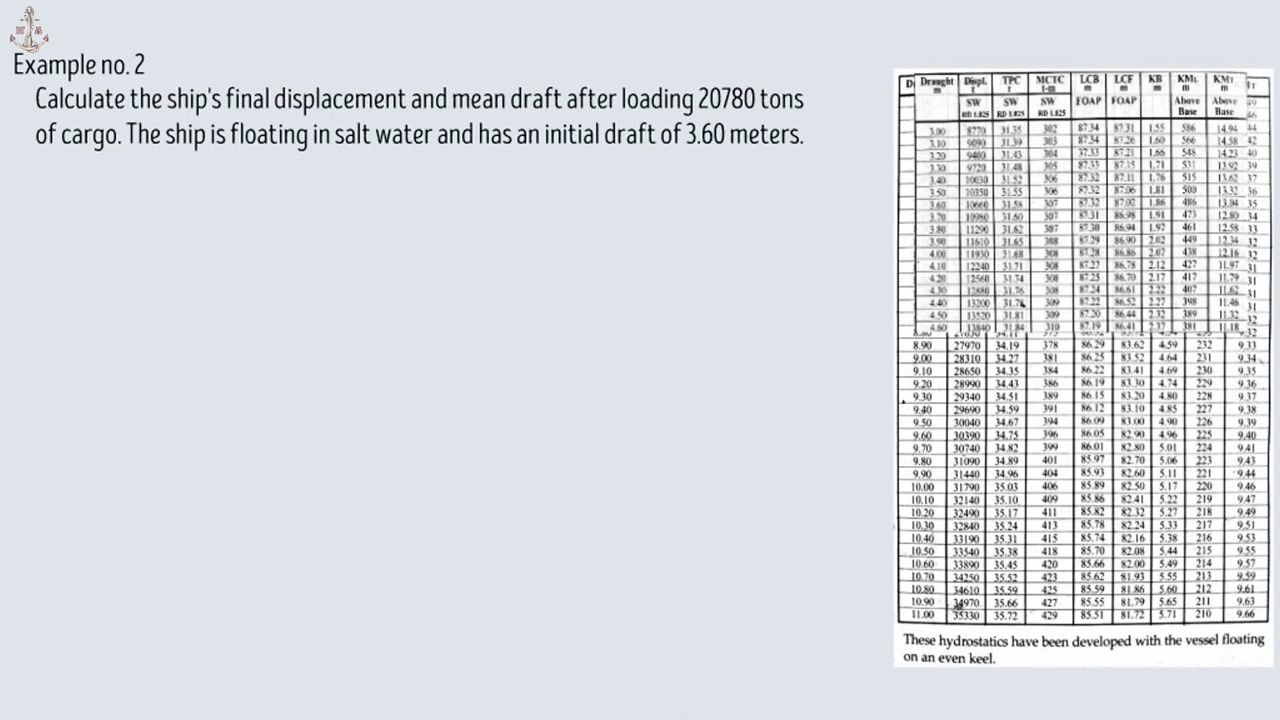 Example no. 2
Calculate the ship's final displacement and mean draft after loading 20780 tons
of cargo. The ship is floating in salt water and has an initial draft of 3.60 meters.
Draught Displ. TPC MCTC LCB LCF KB KML KMT
m t t t-m m m m
SW SW SW FOAP FOAP Above Above
RD 1.025 RD 1.025 RD 1.025 Base Base
3.00 8770 31.35 302 87.34 87.31 1.55 586 14.94 44
3.10 9090 31.39 303 87.34 87.26 1.60 566 14.58 42
3.20 9400 31.43 304 87.21 1.66 548 14.23 40
3.30 9720 31.48 305 87.33 87.15 1.71 531 13.92 39
3.40 10030 31.52 306 87.32 87.11 1.76 515 13.62 37
3.50 10350 31.55 306 87.32 87.06 1.81 500 13.32 36
3.60 10660 31.58 307 87.32 87.02 1.86 486 13.04 35
3.70 10980 31.60 307 87.31 86.98 1.91 473 12.80 34
3.80 11290 31.62 307 87.30 86.94 1.97 461 12.58 33
3.90 11610 31.65 308 87.29 86.90 2.02 449 12.34 32
4.00 11930 31.68 308 87.28 86.86 2.07 438 12.16 32
4.10 12240 31.71 308 87.27 86.78 2.12 427 11.97 31
4.20 12560 31.74 308 87.25 86.70 2.17 417 11.79 31
4.30 12880 31.76 308 87.24 86.61 2.22 407 11.62 31
4.40 13200 31.78 309 87.22 86.52 2.27 398 11.46 31
4.50 13520 31.81 309 87.20 86.44 2.32 389 11.32 32
4.60 13840 31.84 310 87.19 86.41 2.37 381 11.18 32
8.90 27970 34.19 378 86.29 83.62 4.59 232 9.33
9.00 28310 34.27 381 86.25 83.52 4.64 231 9.34
9.10 28650 34.35 384 86.22 83.41 4.69 230 9.35
9.20 28990 34.43 386 86.19 83.30 4.74 229 9.36
9.30 29340 34.51 389 86.15 83.20 4.80 228 9.37
9.40 29690 34.59 391 86.12 83.10 4.85 227 9.38
9.50 30040 34.67 394 86.09 83.00 4.90 226 9.39
9.60 30390 34.75 396 86.05 82.90 4.96 225 9.40
9.70 30740 34.82 399 86.01 82.80 5.01 224 9.41
9.80 31090 34.89 401 85.97 82.70 5.06 223 9.43
9.90 31440 34.96 404 85.93 82.60 5.11 221 9.44
10.00 31790 35.03 406 85.89 82.50 5.17 220 9.46
10.10 32140 35.10 409 85.86 82.41 5.22 219 9.47
10.20 32490 35.17 411 85.82 82.32 5.27 218 9.49
10.30 32840 35.24 413 85.78 82.24 5.33 217 9.51
10.40 33190 35.31 415 85.74 82.16 5.38 216 9.53
10.50 33540 35.38 418 85.70 82.08 5.44 215 9.55
10.60 33890 35.45 420 85.66 82.00 5.49 214 9.57
10.70 34250 35.52 423 85.62 81.93 5.55 213 9.59
10.80 34610 35.59 425 85.59 81.86 5.60 212 9.61
10.90 34970 35.66 427 85.55 81.79 5.65 211 9.63
11.00 35330 35.72 429 85.51 81.72 5.71 210 9.66
These hydrostatics have been developed with the vessel floating
on an even keel.